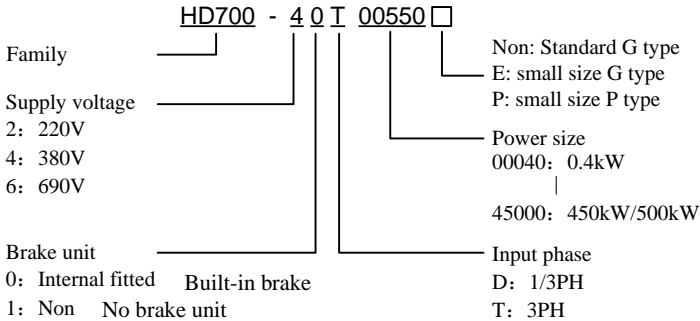 HD700 - 4 0 T 00550 □
Family
Supply voltage
2：220V
4：380V
6：690V
Brake unit
0：Internal fitted Built-in brake
1：Non No brake unit
Non: Standard G type
E: small size G type
P: small size P type
Power size
00040：0.4kW
|
45000：450kW/500kW
Input phase
D：1/3PH
T：3PH